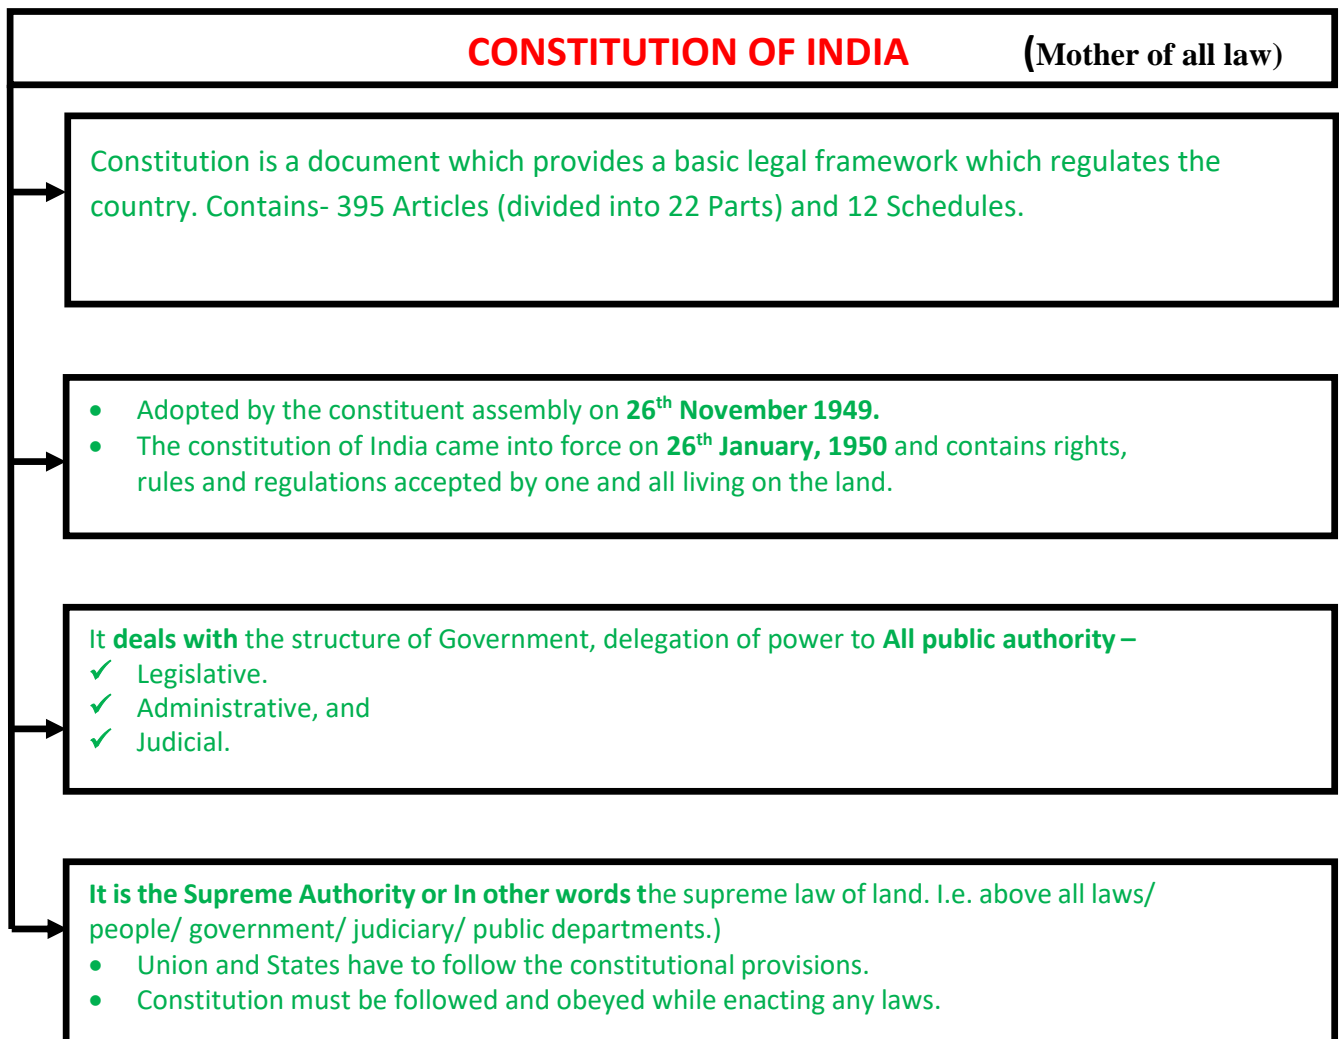 CONSTITUTION OF INDIA (Mother of all law)
Constitution is a document which provides a basic legal framework which regulates the
country. Contains- 395 Articles (divided into 22 Parts) and 12 Schedules.
• Adopted by the constituent assembly on 26th November 1949.
• The constitution of India came into force on 26th January, 1950 and contains rights,
rules and regulations accepted by one and all living on the land.
It deals with the structure of Government, delegation of power to All public authority –
✓ Legislative.
✓ Administrative, and
✓ Judicial.
It is the Supreme Authority or In other words the supreme law of land. I.e. above all laws/
people/ government/ judiciary/ public departments.)
• Union and States have to follow the constitutional provisions.
• Constitution must be followed and obeyed while enacting any laws.